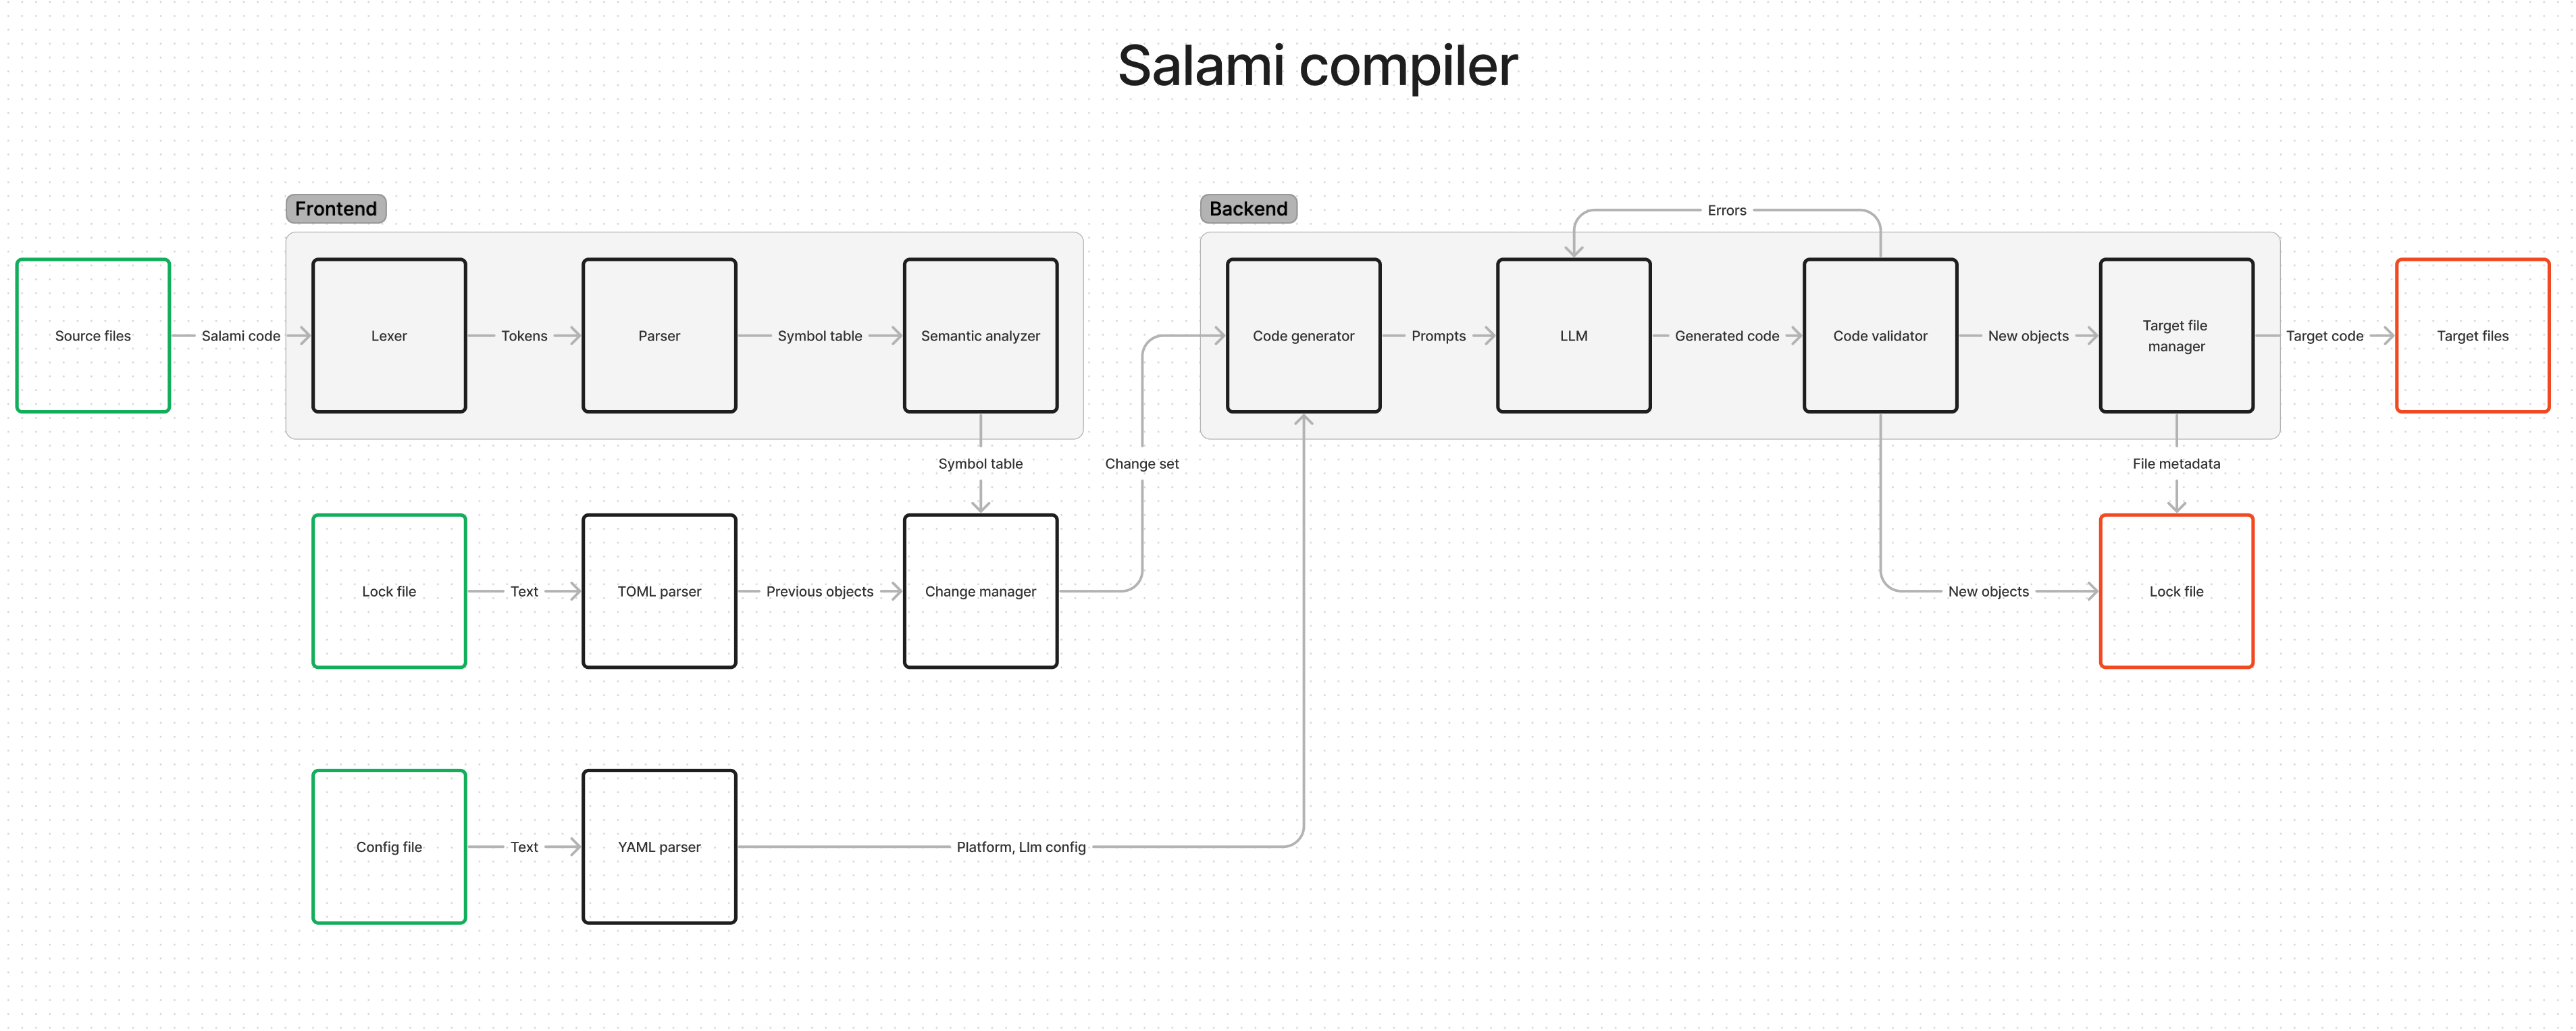 Salami compiler
Frontend
Backend
Errors
Source files
Salami code
Lexer
Tokens
Parser
Symbol table
Semantic analyzer
Code generator
Prompts
LLM
Generated code
Code validator
New objects
Target file
manager
Target code
Target files
Symbol table
Change set
File metadata
Lock file
Text
TOML parser
Previous objects
Change manager
New objects
Lock file
Config file
Text
YAML parser
Platform, Llm config